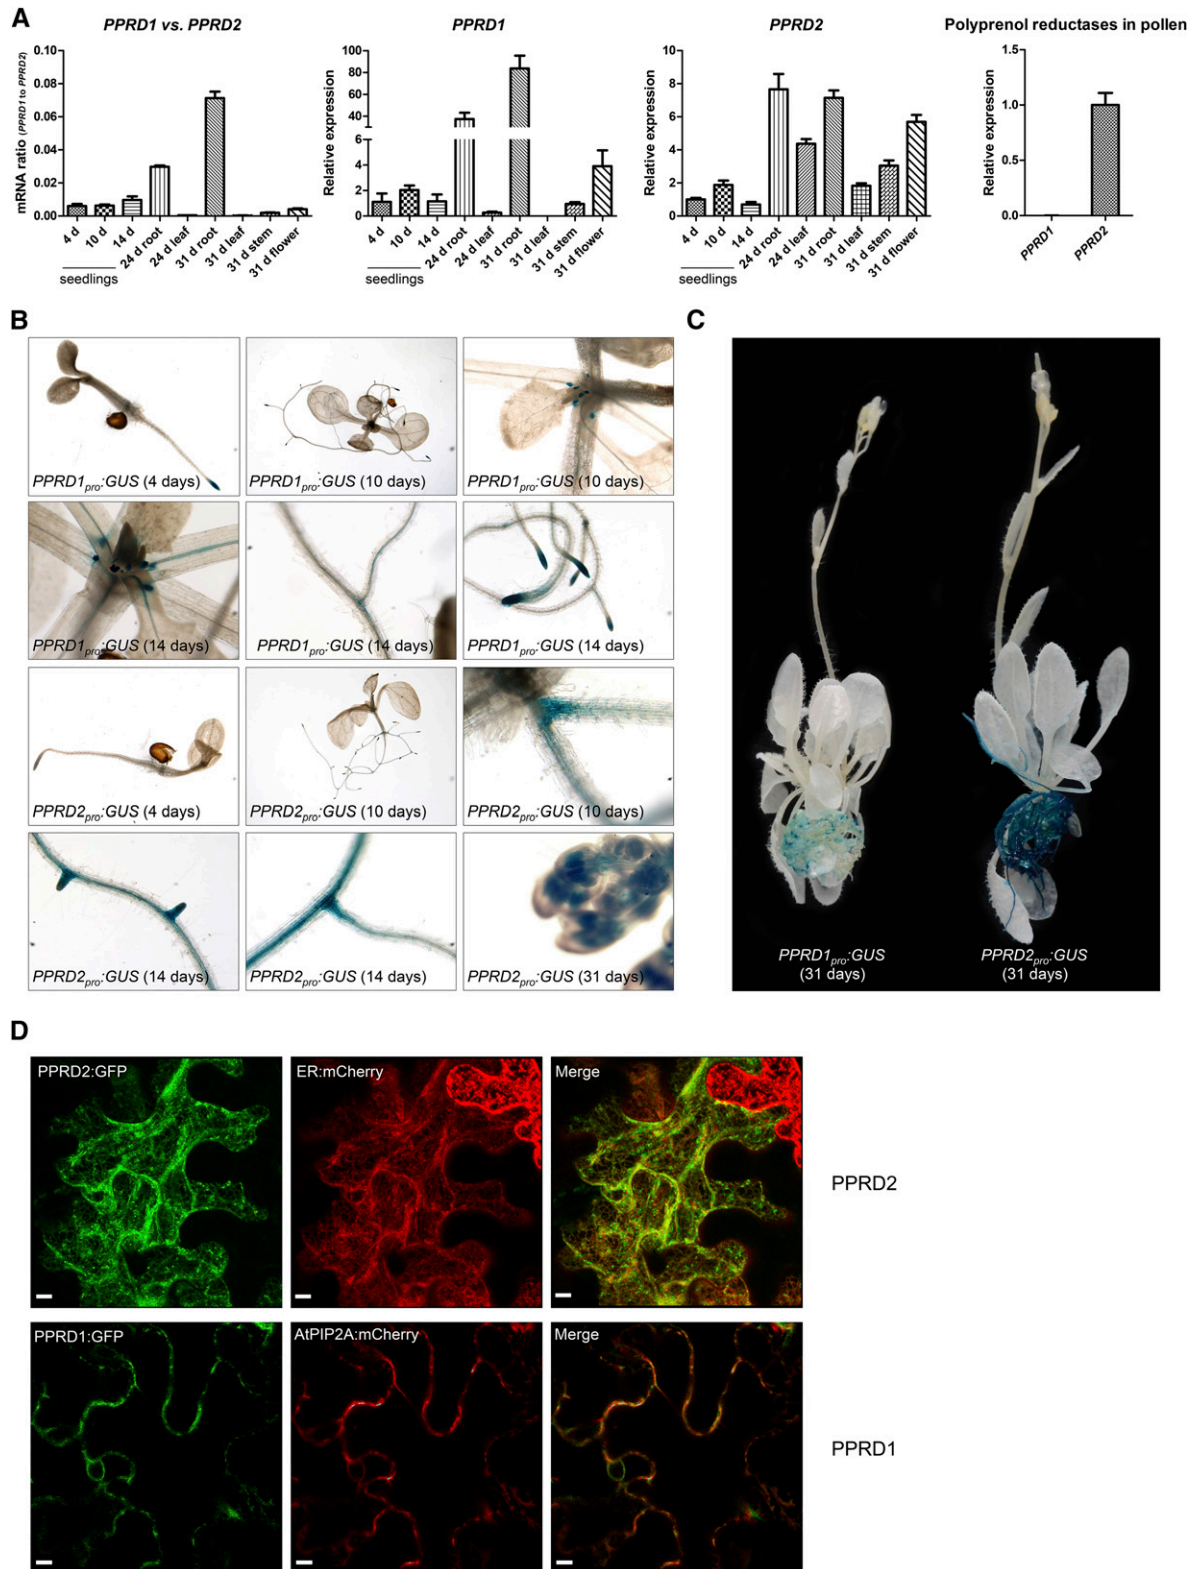 A
PPRD1 vs. PPRD2
mRNA ratio (PPRD1 to PPRD2)
0.10
0.08
0.06
0.04
0.02
0.00
4 d
10 d
14 d
24 d root
24 d leaf
31 d root
31 d leaf
31 d stem
31 d flower
seedlings
PPRD1
Relative expression
Relative expression
100
80
60
40
20
6
4
2
0
4 d
10 d
14 d
24 d root
24 d leaf
31 d root
31 d leaf
31 d stem
31 d flower
seedlings
PPRD2
Relative expression
10
8
6
4
2
0
4 d
10 d
14 d
24 d root
24 d leaf
31 d root
31 d leaf
31 d stem
31 d flower
seedlings
Polyprenol reductases in pollen
Relative expression
1.5
1.0
0.5
0.0
PPRD1
PPRD2
B
PPRD1pro:GUS (4 days)
PPRD1pro:GUS (10 days)
PPRD1pro:GUS (10 days)
PPRD1pro:GUS (14 days)
PPRD1pro:GUS (14 days)
PPRD1pro:GUS (14 days)
PPRD2pro:GUS (4 days)
PPRD2pro:GUS (10 days)
PPRD2pro:GUS (10 days)
PPRD2pro:GUS (14 days)
PPRD2pro:GUS (14 days)
PPRD2pro:GUS (31 days)
C
PPRD1pro:GUS
(31 days)
PPRD2pro:GUS
(31 days)
D
PPRD2:GFP
ER:mCherry
Merge
PPRD2
PPRD1:GFP
AtPIP2A:mCherry
Merge
PPRD1